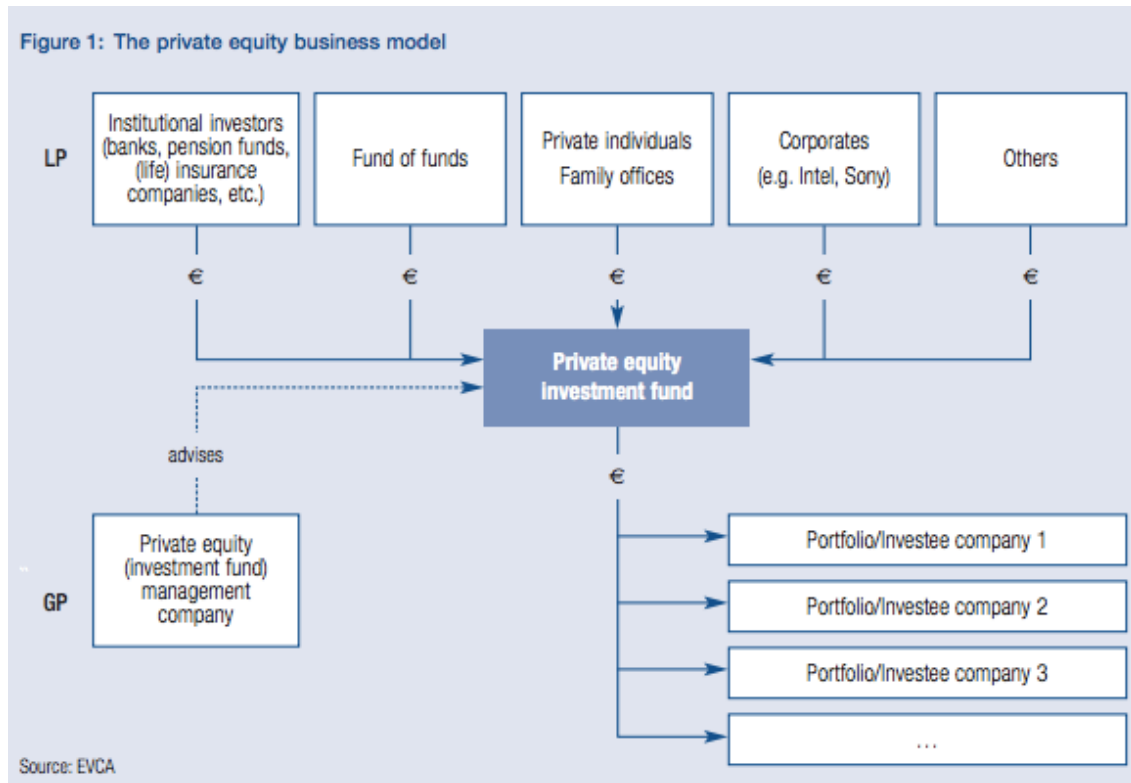 Figure 1: The private equity business model
LP
Institutional investors
(banks, pension funds,
(life) insurance
companies, etc.)
Fund of funds
Private individuals
Family offices
Corporates
(e.g. Intel, Sony)
Others
€
€
€
€
€
Private equity
investment fund
advises
€
GP
Private equity
(investment fund)
management
company
Portfolio/Investee company 1
Portfolio/Investee company 2
Portfolio/Investee company 3
...
Source: EVCA